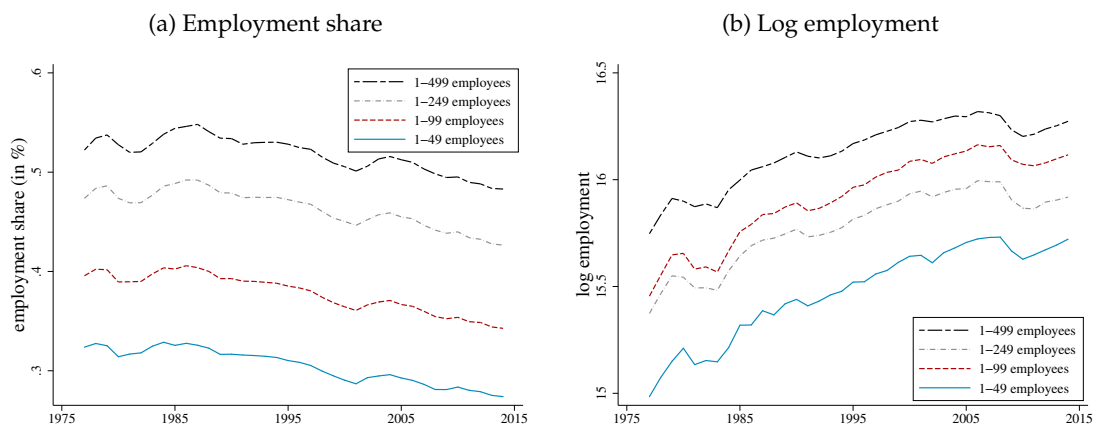 (a) Employment share
employment share (in %)
.6
.5
.4
.3
1975 1985 1995 2005 2015
1−499 employees
1−249 employees
1−99 employees
1−49 employees
(b) Log employment
log employment
16.5
16
15.5
15
1975 1985 1995 2005 2015
1−499 employees
1−249 employees
1−99 employees
1−49 employees